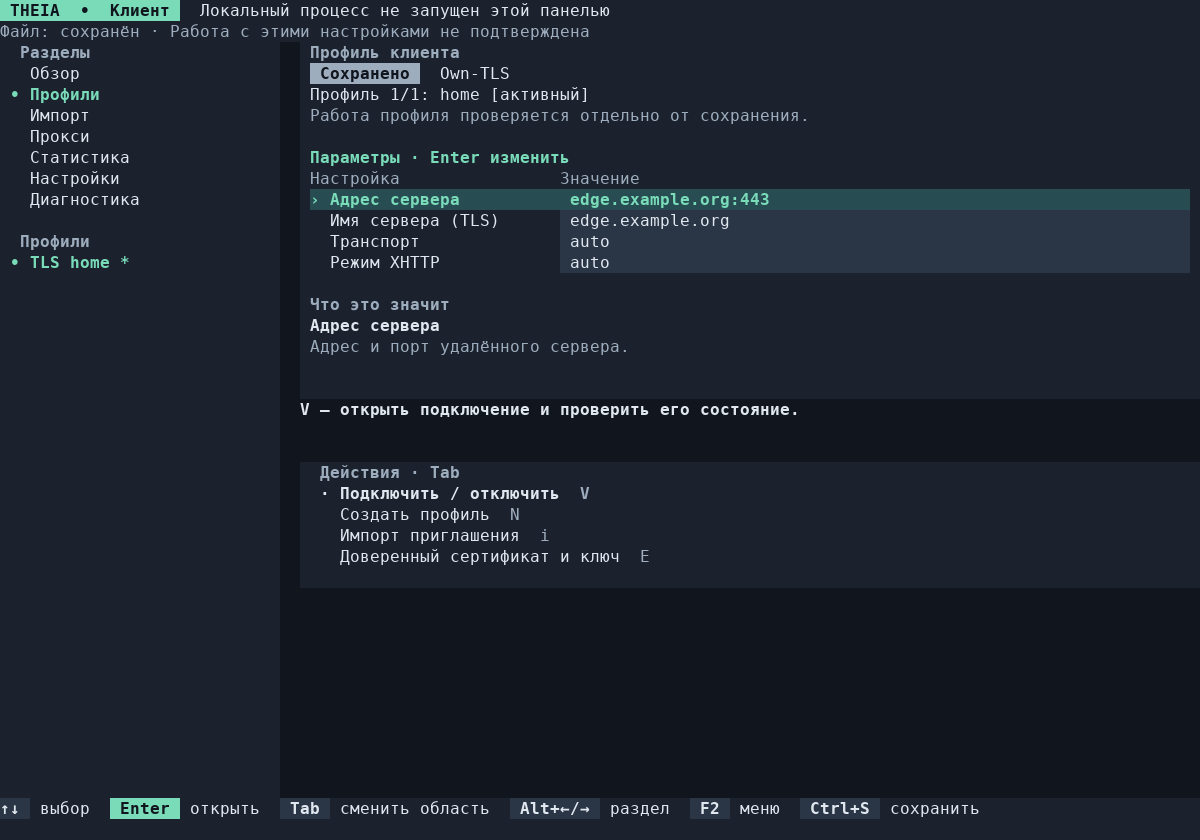 THEIA • Клиент Локальный процесс не запущен этой панелью
Файл: сохранён · Работа с этими настройками не подтверждена
Разделы
Обзор
• Профили
Импорт
Прокси
Статистика
Настройки
Диагностика
Профили
• TLS home *
Профиль клиента
Сохранено Own-TLS
Профиль 1/1: home [активный]
Работа профиля проверяется отдельно от сохранения.
Параметры · Enter изменить
Настройка Значение
› Адрес сервера edge.example.org:443
Имя сервера (TLS) edge.example.org
Транспорт auto
Режим XHTTP auto
Что это значит
Адрес сервера
Адрес и порт удалённого сервера.
V — открыть подключение и проверить его состояние.
Действия · Tab
· Подключить / отключить V
Создать профиль N
Импорт приглашения i
Доверенный сертификат и ключ E
↑↓ выбор Enter открыть Tab сменить область Alt+←/→ раздел F2 меню Ctrl+S сохранить